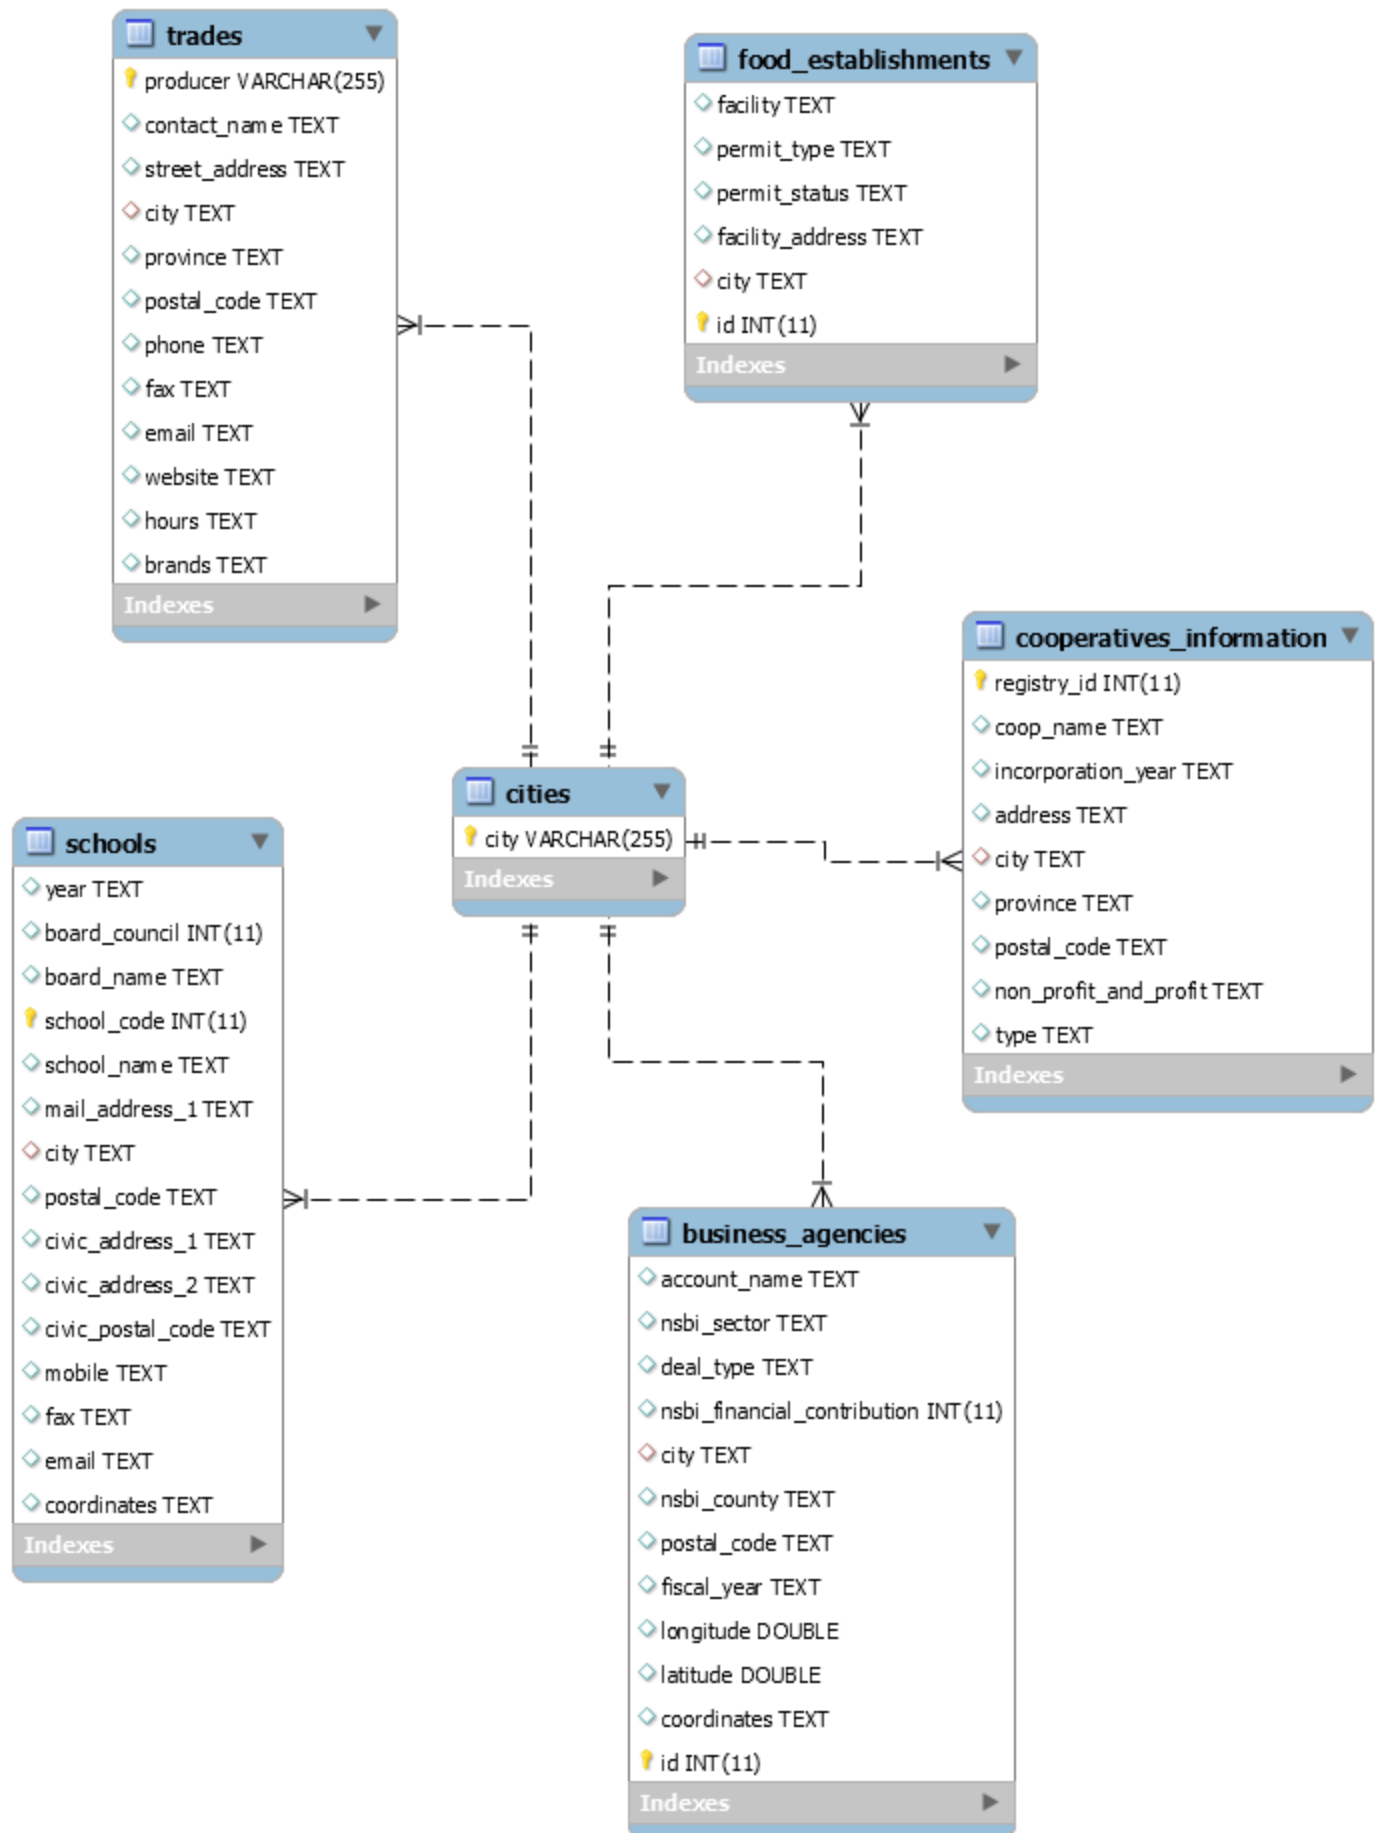 trades
producer VARCHAR(255)
contact_name TEXT
street_address TEXT
city TEXT
province TEXT
postal_code TEXT
phone TEXT
fax TEXT
email TEXT
website TEXT
hours TEXT
brands TEXT
Indexes
food_establishments
facility TEXT
permit_type TEXT
permit_status TEXT
facility_address TEXT
city TEXT
id INT(11)
Indexes
cooperatives_information
registry_id INT(11)
coop_name TEXT
incorporation_year TEXT
address TEXT
city TEXT
province TEXT
postal_code TEXT
non_profit_and_profit TEXT
type TEXT
Indexes
cities
city VARCHAR(255)
Indexes
schools
year TEXT
board_council INT(11)
board_name TEXT
school_code INT(11)
school_name TEXT
mail_address_1 TEXT
city TEXT
postal_code TEXT
civic_address_1 TEXT
civic_address_2 TEXT
civic_postal_code TEXT
mobile TEXT
fax TEXT
email TEXT
coordinates TEXT
Indexes
business_agencies
account_name TEXT
nsbi_sector TEXT
deal_type TEXT
nsbi_financial_contribution INT(11)
city TEXT
nsbi_county TEXT
postal_code TEXT
fiscal_year TEXT
longitude DOUBLE
latitude DOUBLE
coordinates TEXT
id INT(11)
Indexes